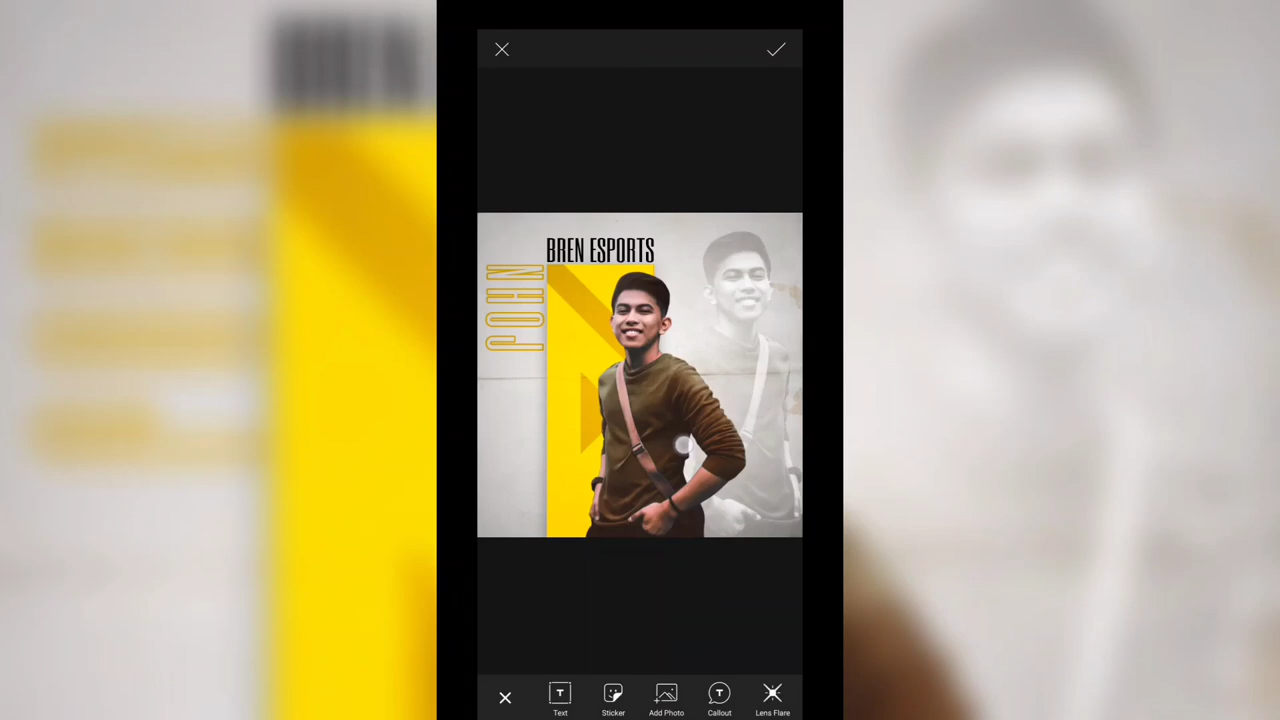 BREN ESPORTS
JOHN
Text
Sticker
Add Photo
Callout
Lens Flare